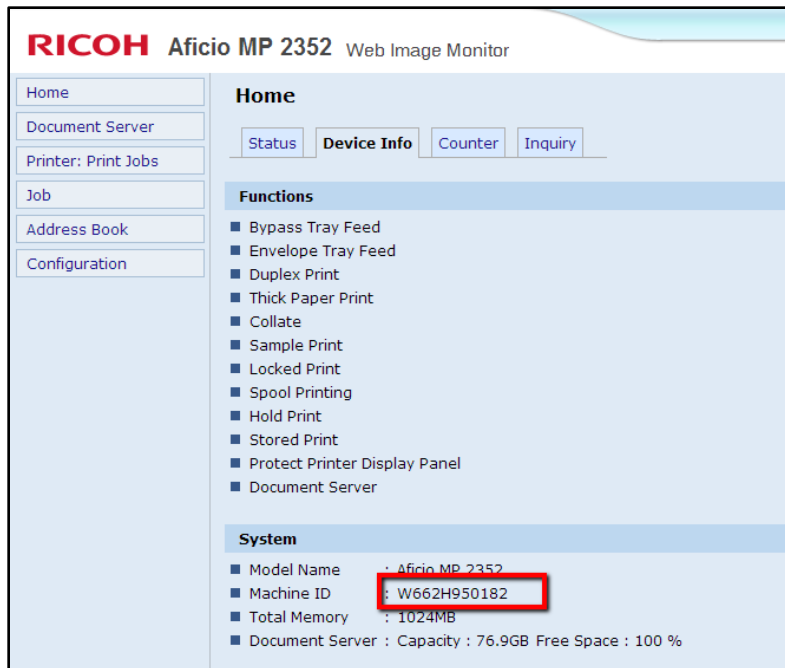 RICOH Aficio MP 2352 Web Image Monitor
Home
Document Server
Printer: Print Jobs
Job
Address Book
Configuration
Home
Status Device Info Counter Inquiry
Functions
Bypass Tray Feed
Envelope Tray Feed
Duplex Print
Thick Paper Print
Collate
Sample Print
Locked Print
Spool Printing
Hold Print
Stored Print
Protect Printer Display Panel
Document Server
System
Model Name : Aficio MP 2352
Machine ID : W662H950182
Total Memory : 1024MB
Document Server : Capacity : 76.9GB Free Space : 100 %